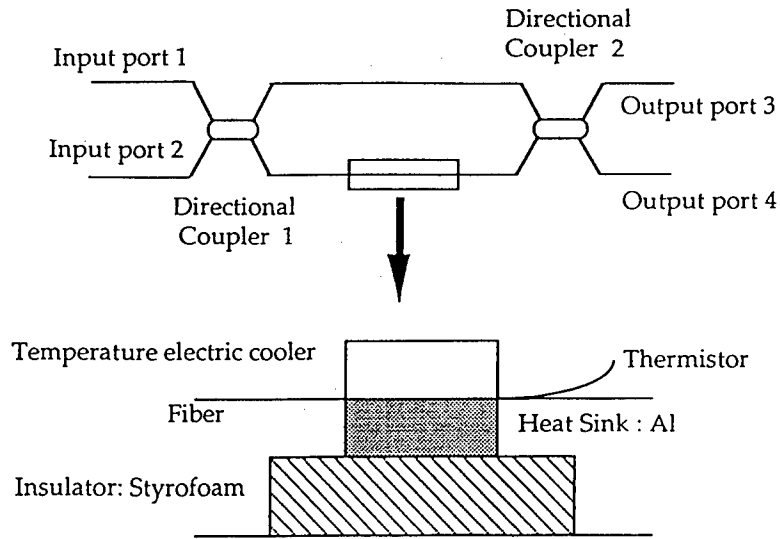 Directional
Coupler 2
Input port 1
Output port 3
Input port 2
Directional
Coupler 1
Output port 4
Temperature electric cooler
Thermistor
Fiber
Heat Sink : Al
Insulator: Styrofoam